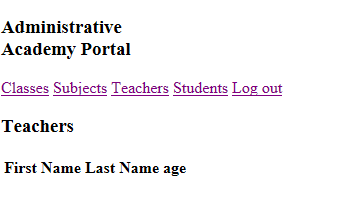 Administrative
Academy Portal
Classes Subjects Teachers Students Log out
Teachers
First Name Last Name age